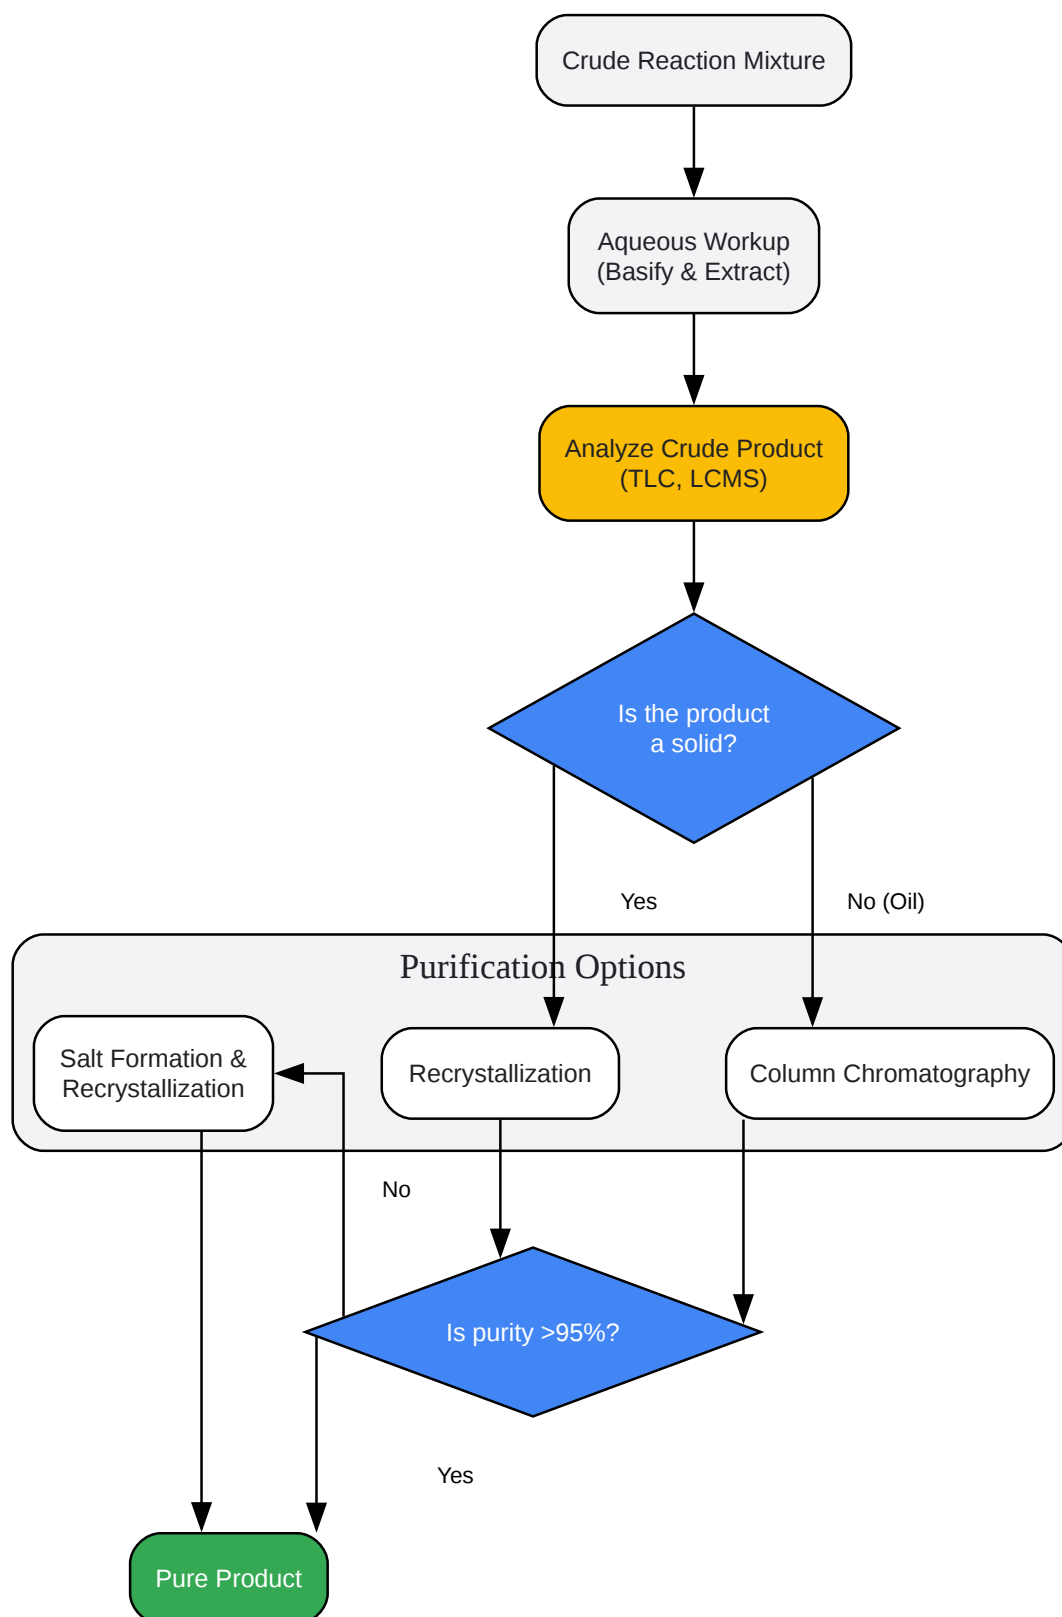 Crude Reaction Mixture
Aqueous Workup
(Basify & Extract)
Analyze Crude Product
(TLC, LCMS)
Is the product
a solid?
Yes
No (Oil)
Purification Options
Salt Formation &
Recrystallization
Recrystallization
Column Chromatography
No
Is purity >95%?
Yes
Pure Product